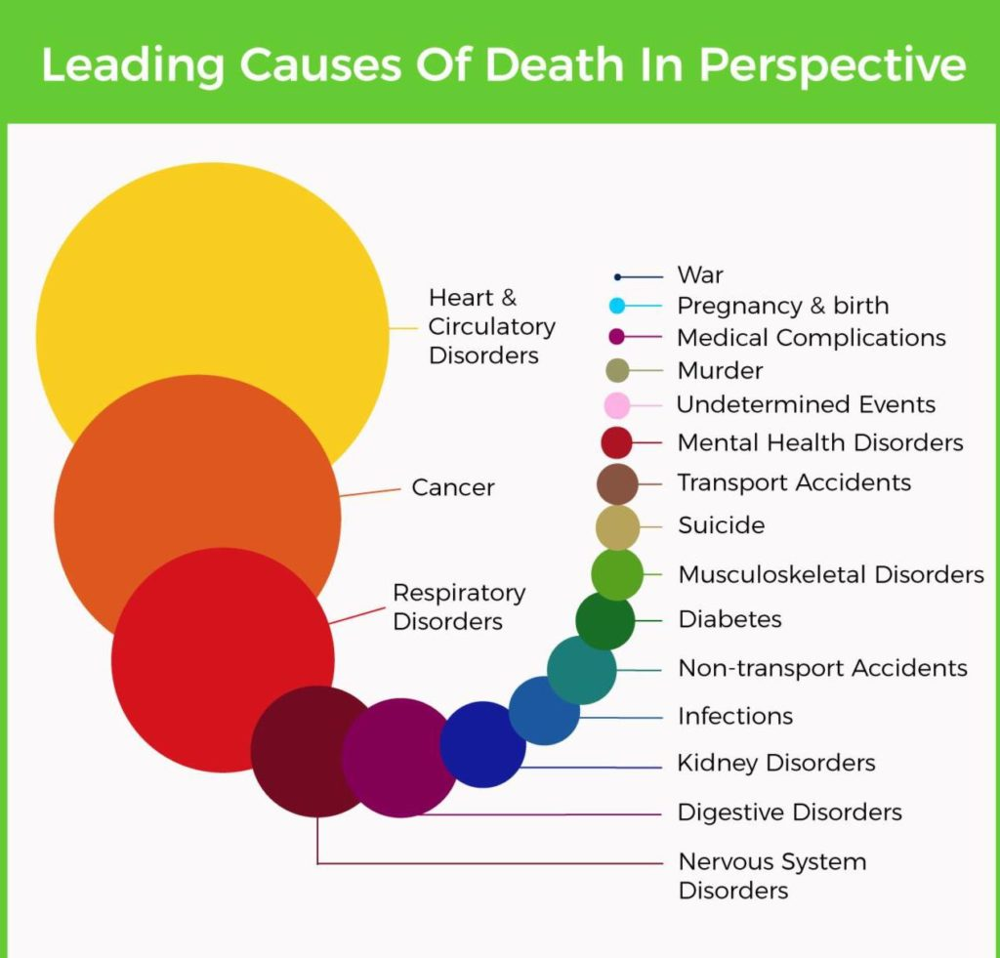 Leading Causes Of Death In Perspective
Heart &
Circulatory
Disorders
Cancer
Respiratory
Disorders
War
Pregnancy & birth
Medical Complications
Murder
Undetermined Events
Mental Health Disorders
Transport Accidents
Suicide
Musculoskeletal Disorders
Diabetes
Non-transport Accidents
Infections
Kidney Disorders
Digestive Disorders
Nervous System
Disorders